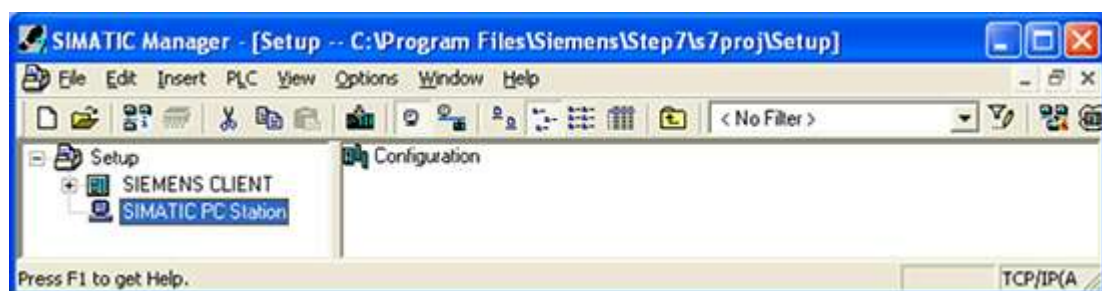 SIMATIC Manager - [Setup -- C:\Program Files\Siemens\Step7\s7proj\Setup]
File Edit Insert PLC View Options Window Help
< No Filter >
Setup
SIEMENS CLIENT
SIMATIC PC Station
Configuration
Press F1 to get Help.
TCP/IP(A